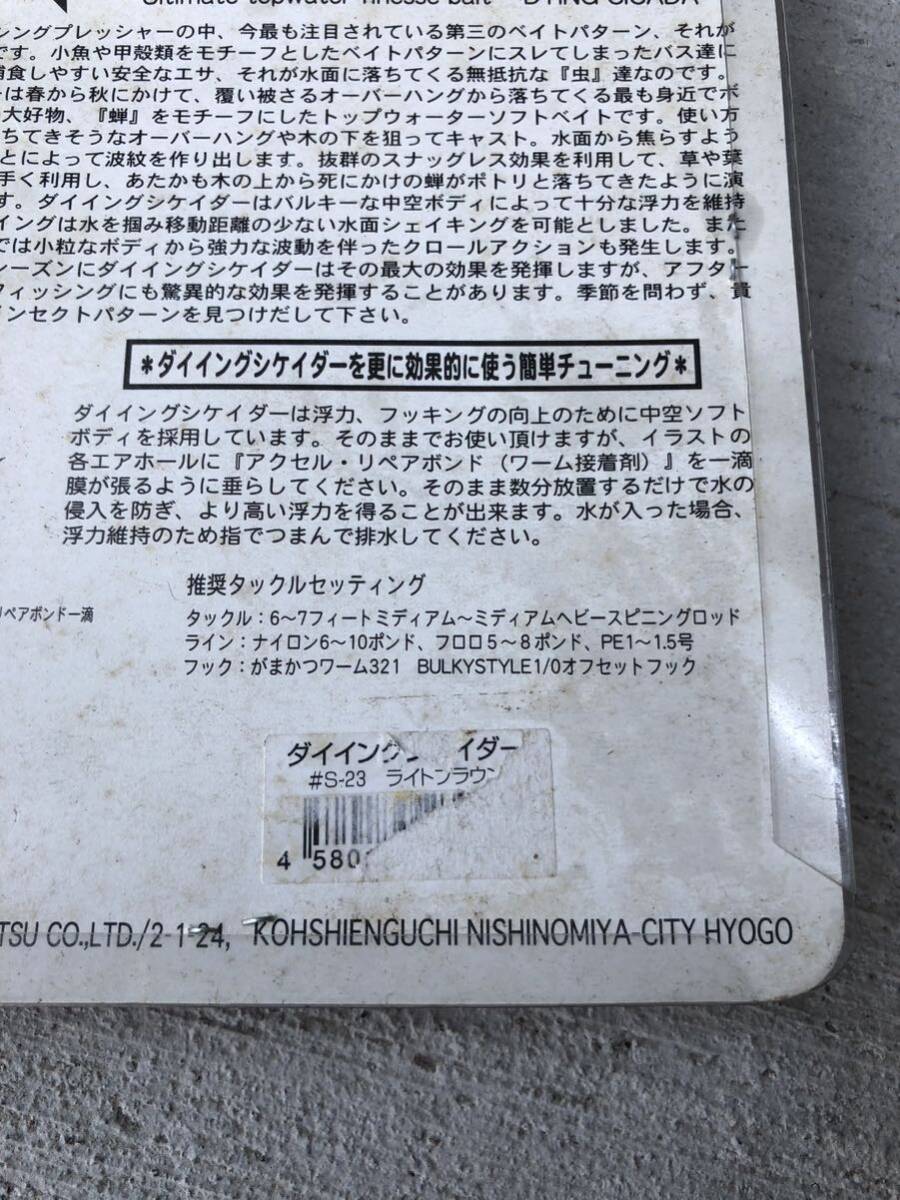 Ultimate topwater finesse bait "DYING CICADA"
シングプレッシャーの中、今最も注目されている第三のベイトパターン、それが
です。小魚や甲殻類をモチーフとしたベイトパターンにスレてしまったバス達に
捕食しやすい安全なエサ、それが水面に落ちてくる無抵抗な『虫』達なのです。
ーは春から秋にかけて、覆い被さるオーバーハングから落ちてくる最も身近でボ
大好物、『蝉』をモチーフにしたトップウォーターソフトベイトです。使い方
ちてきそうなオーバーハングや木の下を狙ってキャスト。水面から焦らすよう
とによって波紋を作り出します。抜群のスナッグレス効果を利用して、草や葉
手く利用し、あたかも木の上から死にかけの蝉がポトリと落ちてきたように演
す。ダイイングシケイダーはバルキーな中空ボディによって十分な浮力を維持
イングは水を掴み移動距離の少ない水面シェイキングを可能としました。また
では小粒なボディから強力な波動を伴ったクロールアクションも発生します。
シーズンにダイイングシケイダーはその最大の効果を発揮しますが、アフター
フィッシングにも驚異的な効果を発揮することがあります。季節を問わず、貴
インセクトパターンを見つけだして下さい。
*ダイイングシケイダーを更に効果的に使う簡単チューニング*
ダイイングシケイダーは浮力、フッキングの向上のために中空ソフト
ボディを採用しています。そのままでお使い頂けますが、イラストの
各エアホールに『アクセル・リペアボンド（ワーム接着剤）』を一滴
膜が張るように垂らしてください。そのまま数分放置するだけで水の
侵入を防ぎ、より高い浮力を得ることが出来ます。水が入った場合、
浮力維持のため指でつまんで排水してください。
推奨タックルセッティング
リペアボンド一滴
タックル：6〜7フィートミディアム〜ミディアムヘビースピニングロッド
ライン：ナイロン6〜10ポンド、フロロ5〜8ポンド、PE1〜1.5号
フック：がまかつワーム321 BULKYSTYLE1/0オフセットフック
ダイイング イダー
#S-23 ライトンラウン
4 580
TSU CO.,LTD./2-1-24, KOHSHIENGUCHI NISHINOMIYA-CITY HYOGO